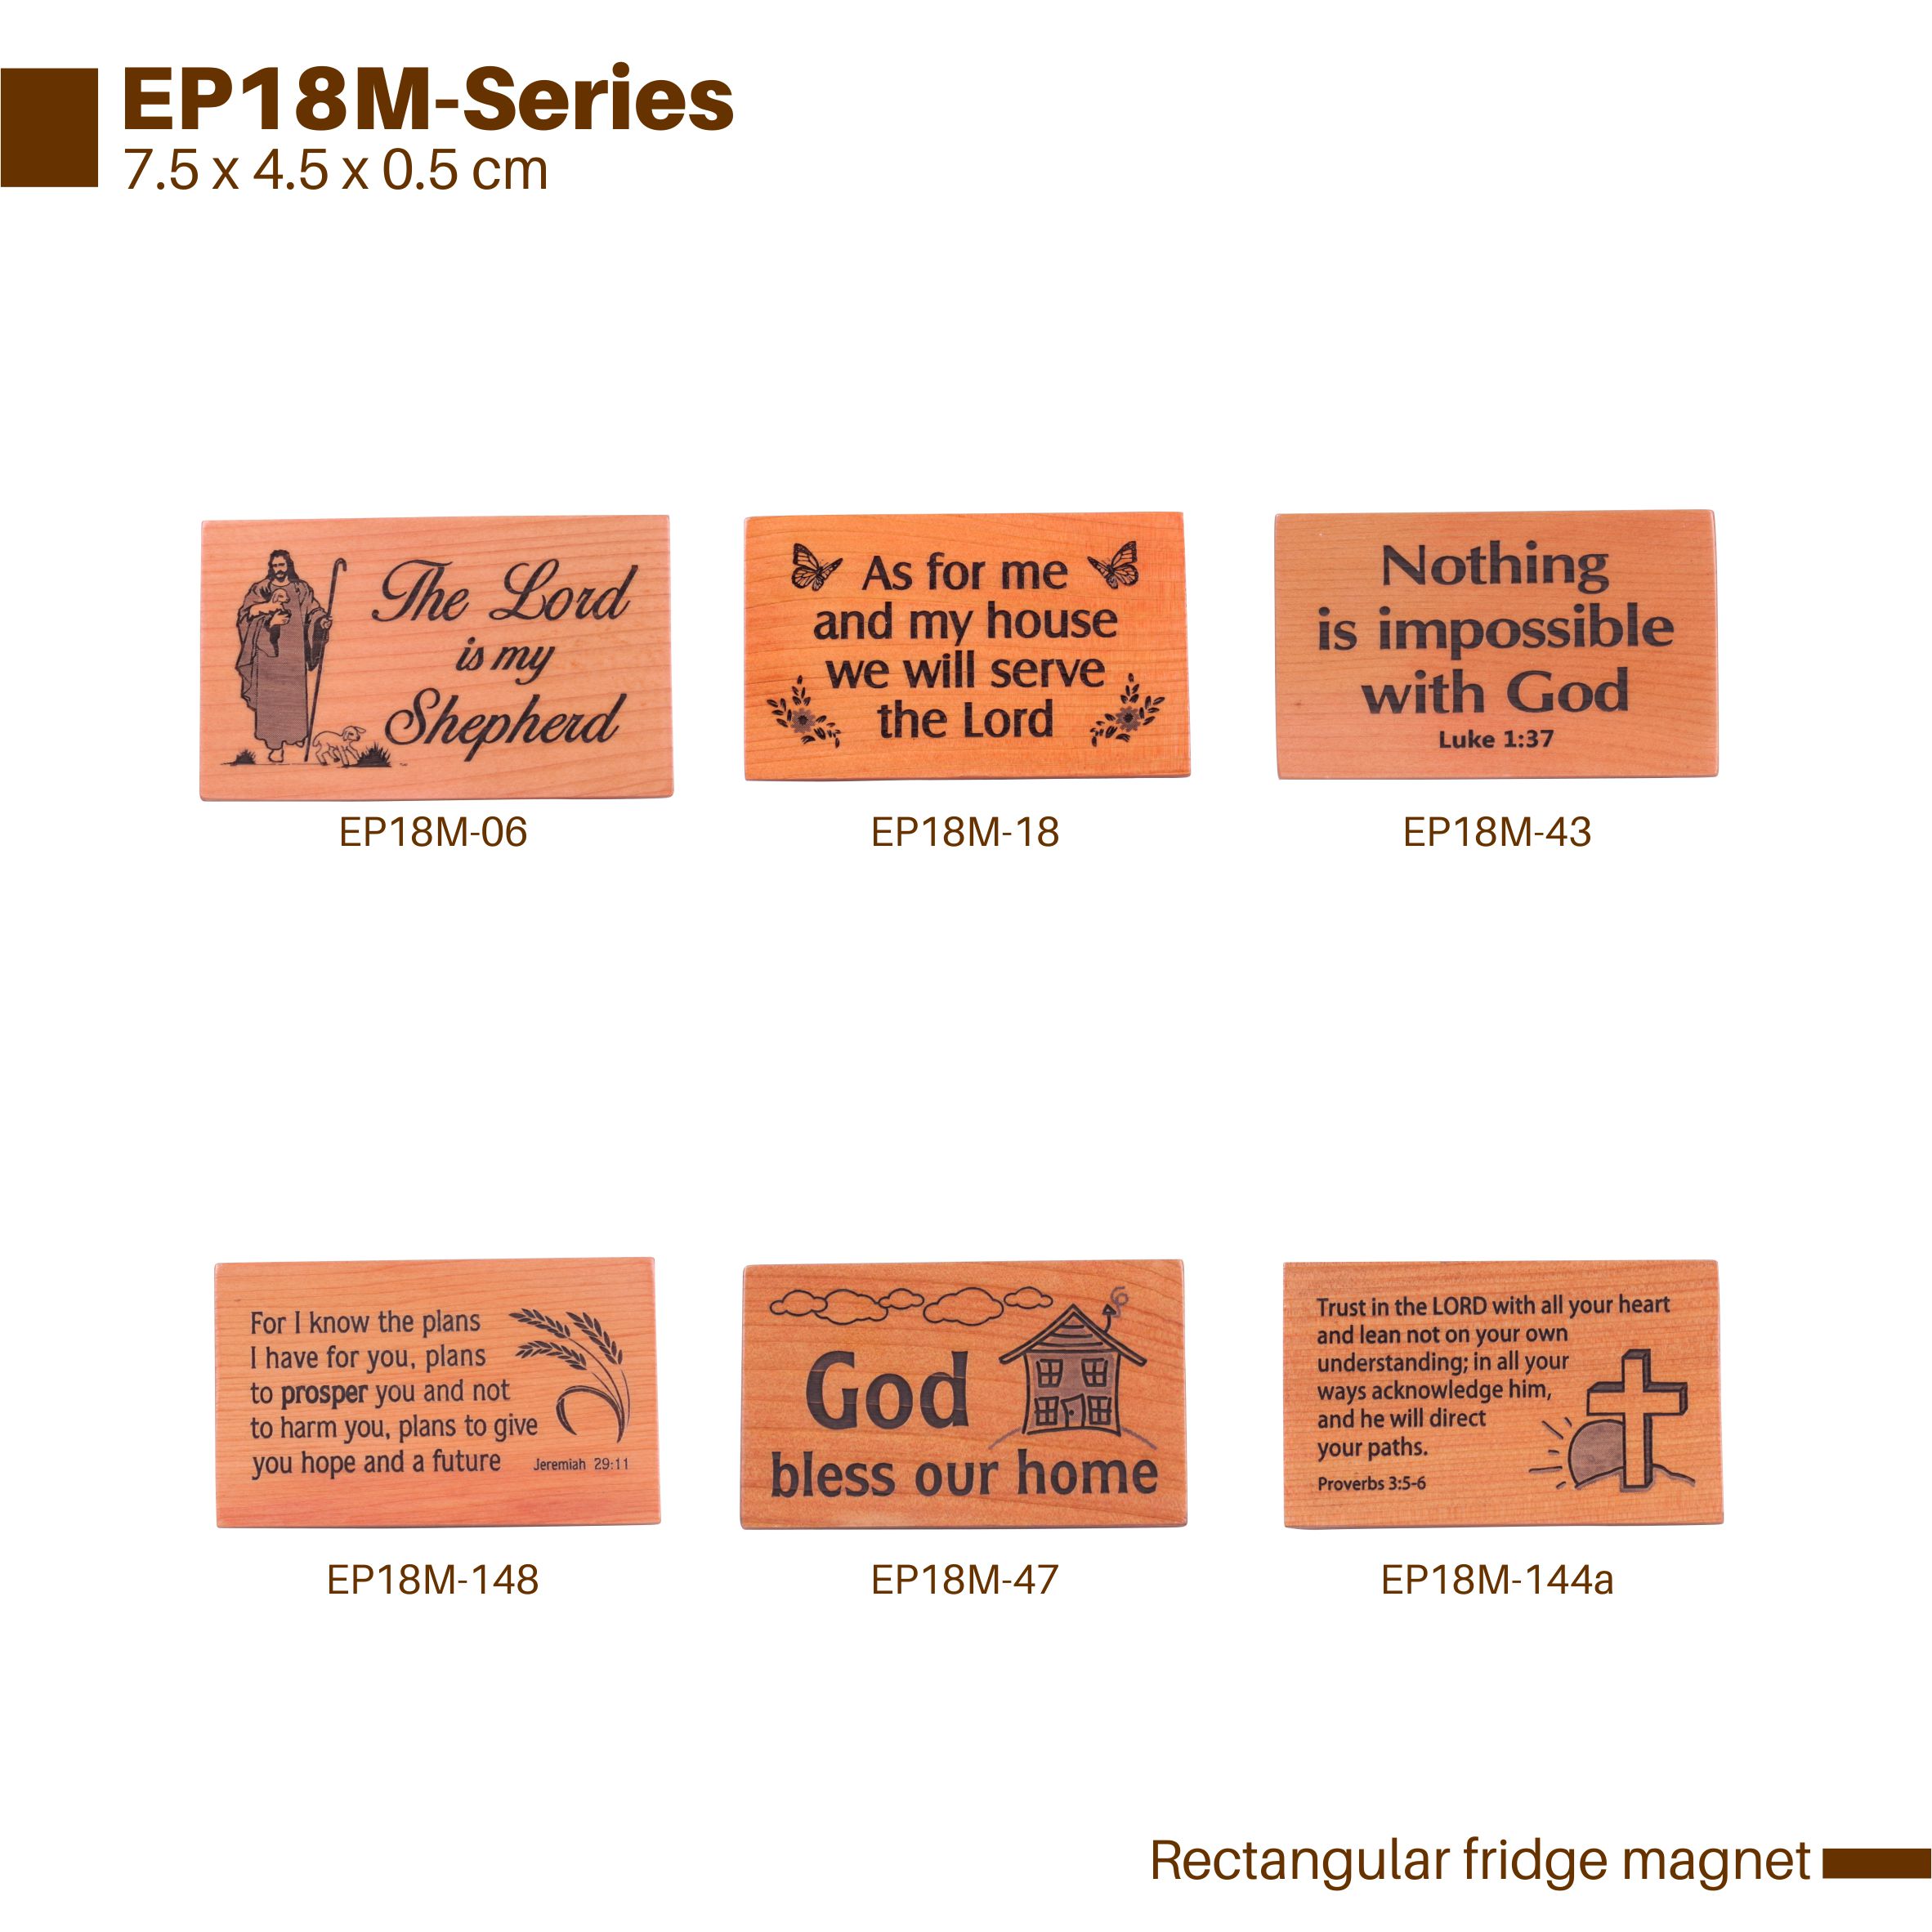 EP18M-Series
7.5 x 4.5 x 0.5 cm
The Lord
is my
Shepherd
EP18M-06
As for me
and my house
we will serve
the Lord
EP18M-18
Nothing
is impossible
with God
Luke 1:37
EP18M-43
For I know the plans
I have for you, plans
to prosper you and not
to harm you, plans to give
you hope and a future
Jeremiah 29:11
EP18M-148
God
bless our home
EP18M-47
Trust in the LORD with all your heart
and lean not on your own
understanding; in all your
ways acknowledge him,
and he will direct
your paths.
Proverbs 3:5-6
EP18M-144a
Rectangular fridge magnet